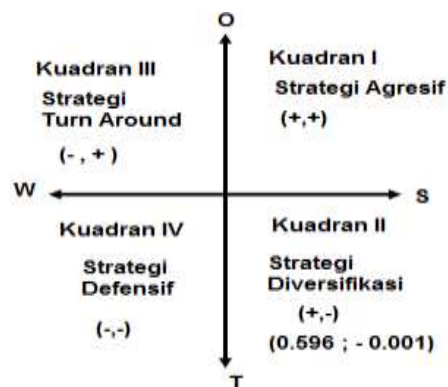 O
Kuadran III
Strategi
Turn Around
(- , + )
Kuadran I
Strategi Agresif
(+,+)
W
S
Kuadran IV
Strategi
Defensif
(-,-)
Kuadran II
Strategi
Diversifikasi
(+,-)
(0.596 ; - 0.001)
T